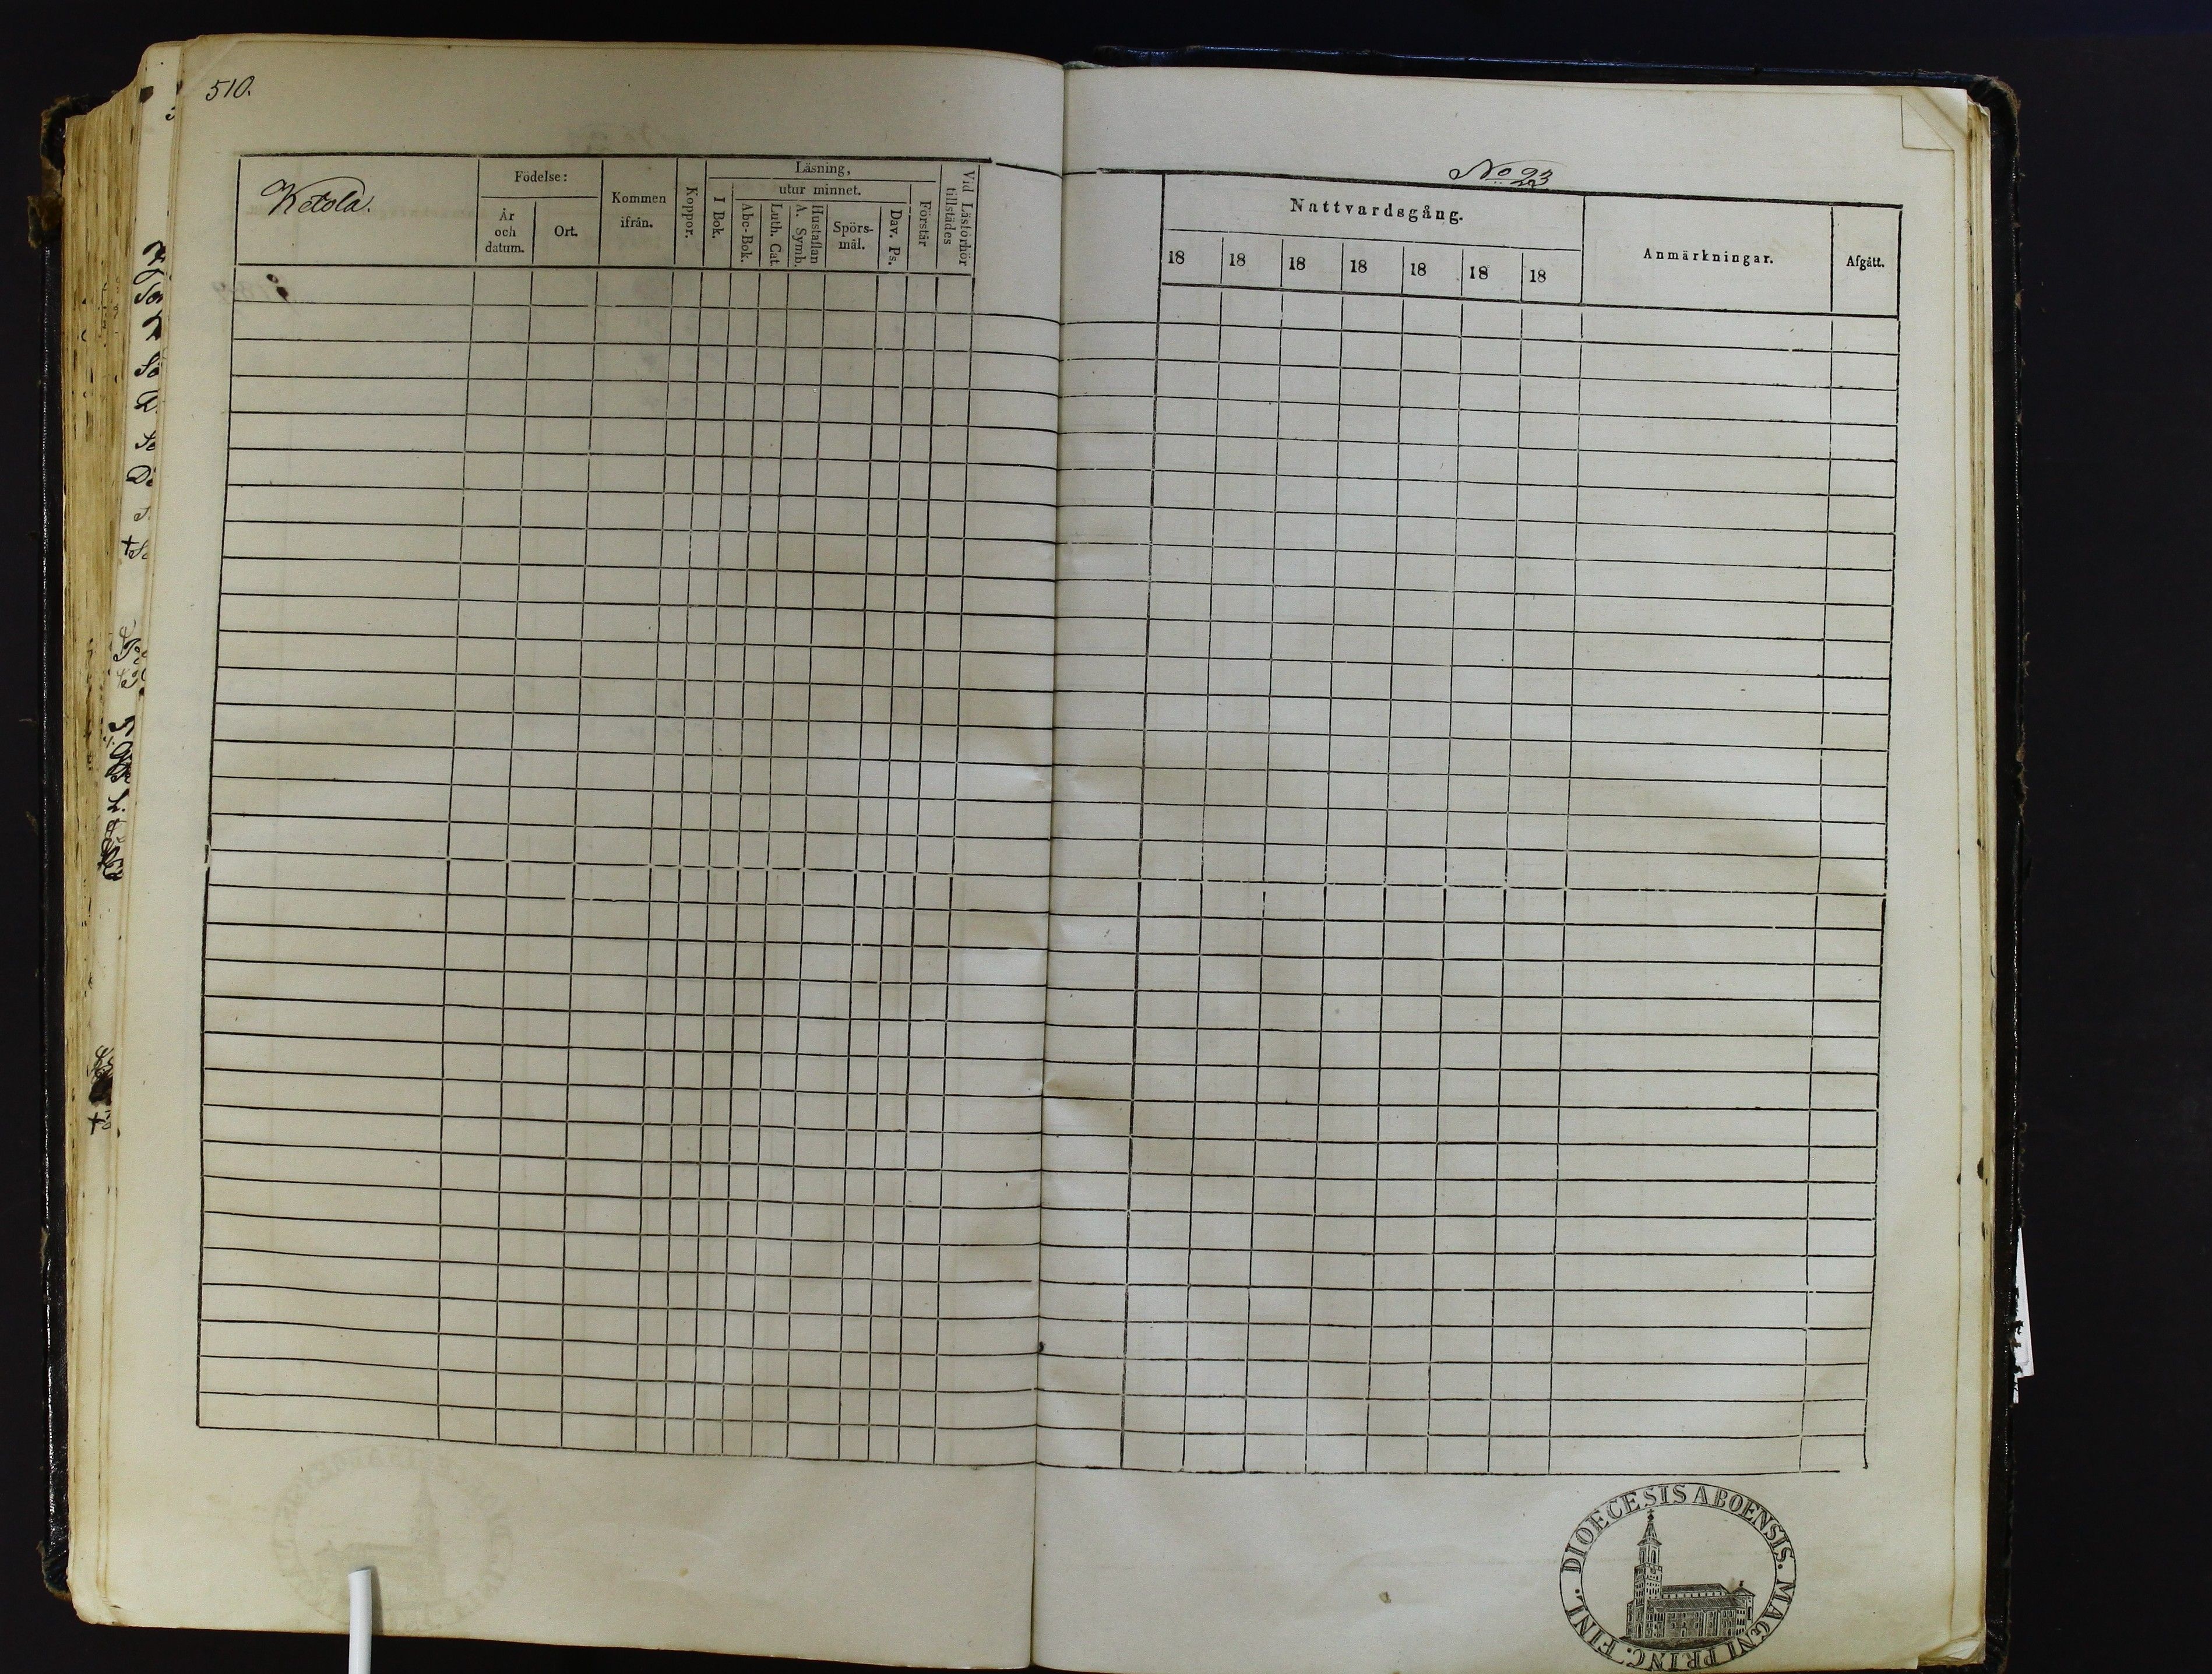 510.
Ketola.
Födelse:
År
och
datum.
Ort.
Kommen
ifrån.
Koppor.
Läsning,
I Bok.
utur minnet.
Abc-Bok.
Luth. Cat.
Hustaflan
A. Symb.
Spörs-
mål.
Dav. Ps.
Förstår
Vid Läsförhör
tillstädes
No 23
Nattvardsgång.
18 18 18 18 18 18 18
Anmärkningar.
Afgått.
DIOECESIS ABOENSIS. MAGNI PRINC. FINL.